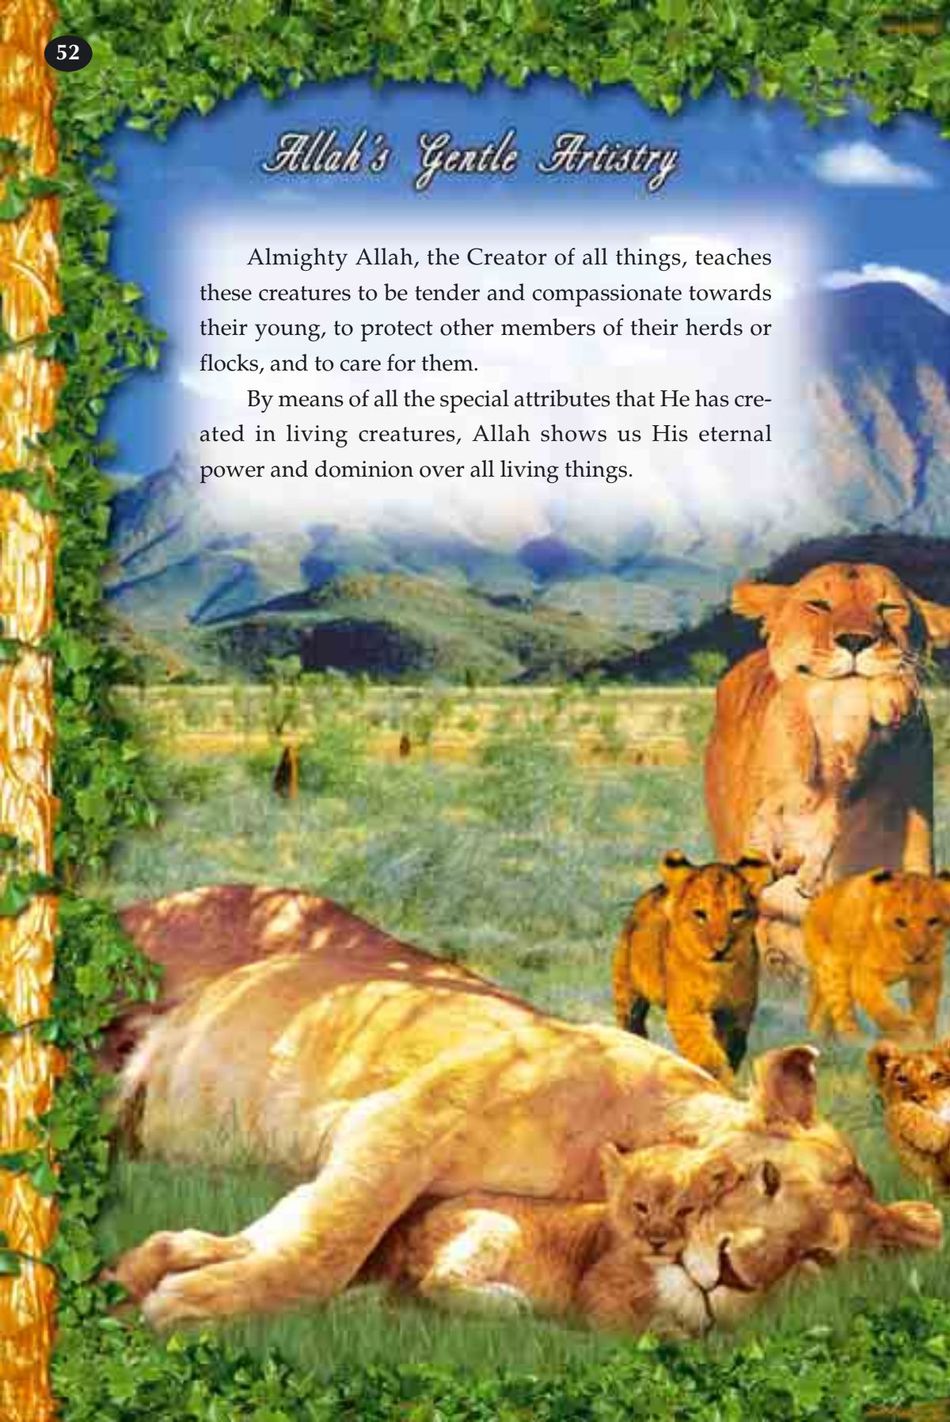 52
Allah's Gentle Artistry
Almighty Allah, the Creator of all things, teaches
these creatures to be tender and compassionate towards
their young, to protect other members of their herds or
flocks, and to care for them.
By means of all the special attributes that He has cre-
ated in living creatures, Allah shows us His eternal
power and dominion over all living things.